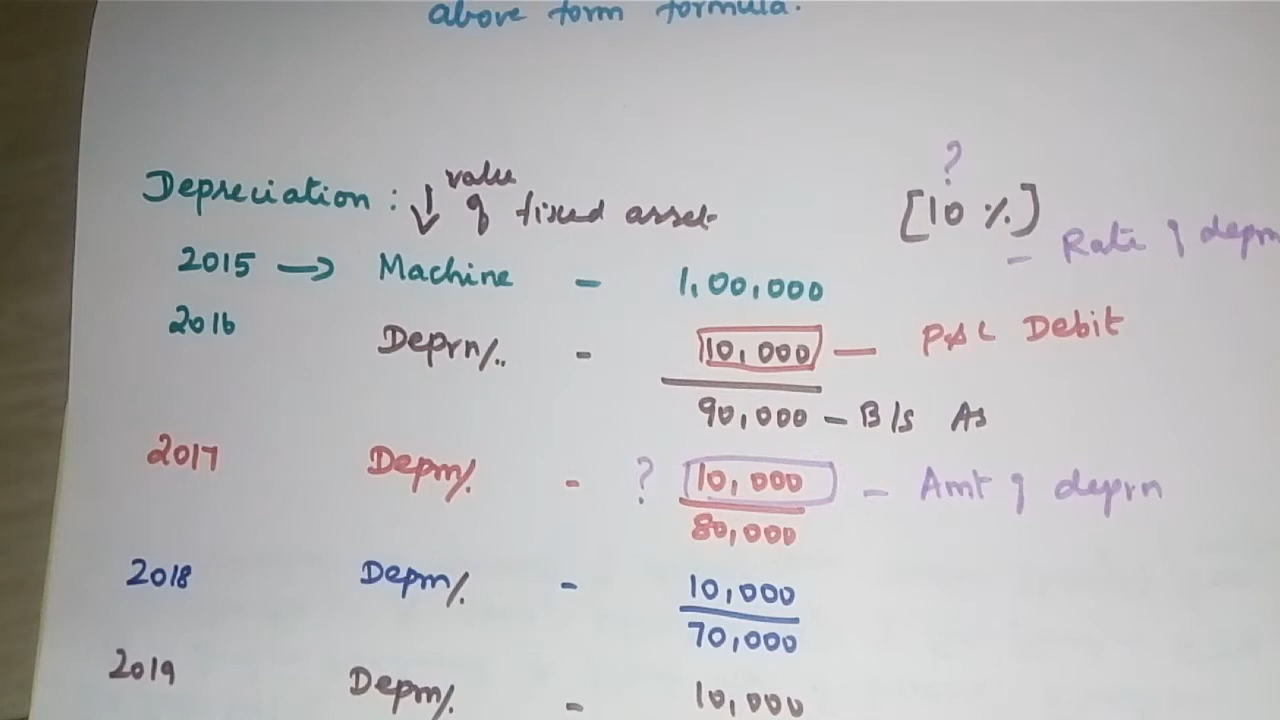 above form formula.
?
Depreciation : ↓ value of fixed asset
[10 %] - Rate of deprn
2015 → Machine - 1,00,000
2016 Deprn/.. - 10,000 — P&L Debit
90,000 - B/S As
2017 Deprn/. - ? 10,000 - Amt of deprn
80,000
2018 Deprn/. - 10,000
70,000
2019 Deprn/. - 10,000